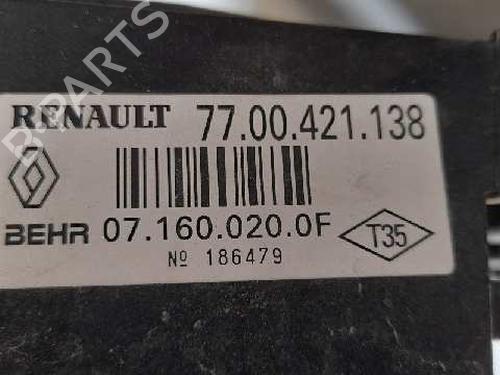 B PARTS
RENAULT 77.00.421.138
BEHR 07.160.020.0F
T35
Nº 186479